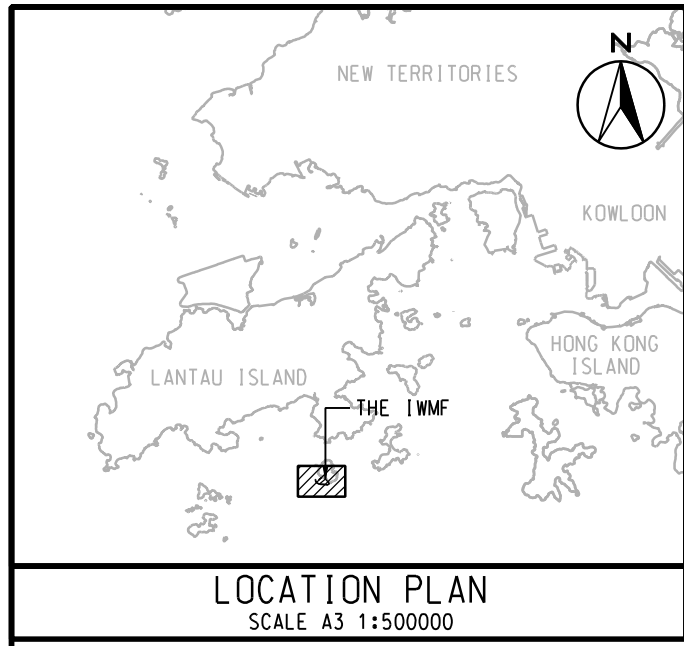 N
NEW TERRITORIES
KOWLOON
HONG KONG
ISLAND
LANTAU ISLAND
THE IWMF
LOCATION PLAN
SCALE A3 1:500000